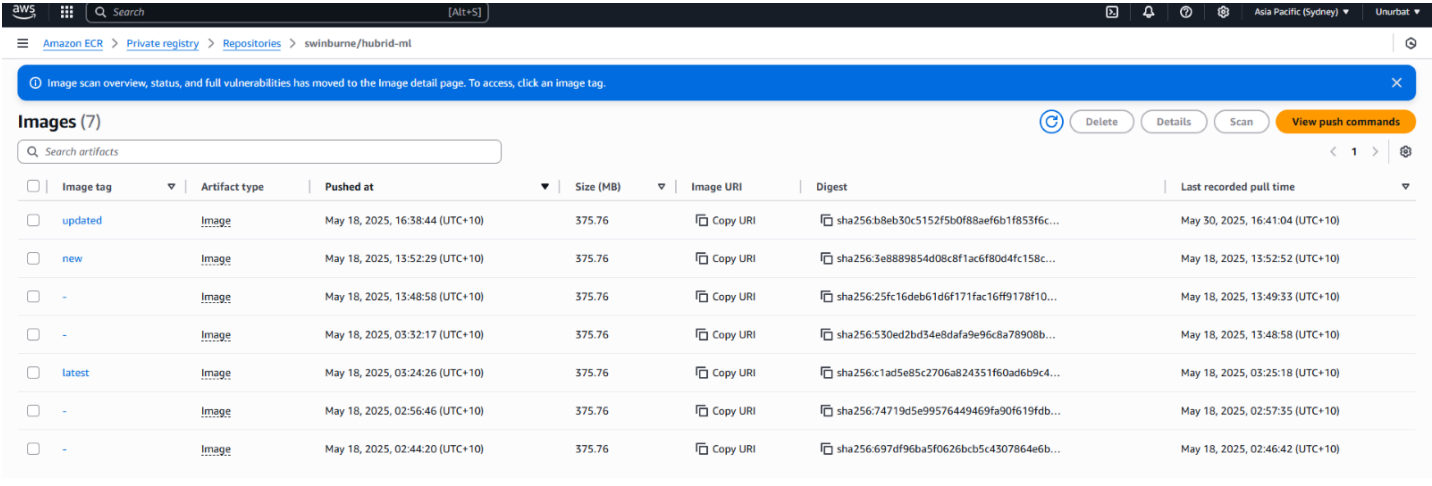 aws Search [Alt+S] Asia Pacific (Sydney) Unurbat
Amazon ECR > Private registry > Repositories > swinburne/hybrid-ml
Image scan overview, status, and full vulnerabilities has moved to the Image detail page. To access, click an image tag.
Images (7) Delete Details Scan View push commands
Search artifacts 1
Image tag Artifact type Pushed at Size (MB) Image URI Digest Last recorded pull time
updated Image May 18, 2025, 16:38:44 (UTC+10) 375.76 Copy URI sha256:b8eb30c5152f5b0f88aef6b1f853f6c... May 30, 2025, 16:41:04 (UTC+10)
new Image May 18, 2025, 13:52:29 (UTC+10) 375.76 Copy URI sha256:3e8889854d08c8f1ac6f80d4fc158c... May 18, 2025, 13:52:52 (UTC+10)
- Image May 18, 2025, 13:48:58 (UTC+10) 375.76 Copy URI sha256:25fc16deb61d6f171fac16ff9178f10... May 18, 2025, 13:49:33 (UTC+10)
- Image May 18, 2025, 03:32:17 (UTC+10) 375.76 Copy URI sha256:530ed2bd34e8dafa9e96c8a78908b... May 18, 2025, 13:48:58 (UTC+10)
latest Image May 18, 2025, 03:24:26 (UTC+10) 375.76 Copy URI sha256:c1ad5e85c2706a824351f60ad6b9c4... May 18, 2025, 03:25:18 (UTC+10)
- Image May 18, 2025, 02:56:46 (UTC+10) 375.76 Copy URI sha256:74719d5e99576449469fa90f619fdb... May 18, 2025, 02:57:35 (UTC+10)
- Image May 18, 2025, 02:44:20 (UTC+10) 375.76 Copy URI sha256:697df96ba5f0626bcb5c4307864e6b... May 18, 2025, 02:46:42 (UTC+10)